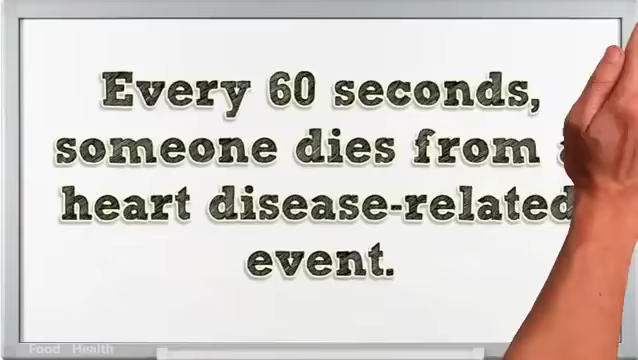 Every 60 seconds,
someone dies from a
heart disease-related
event.
Food Health